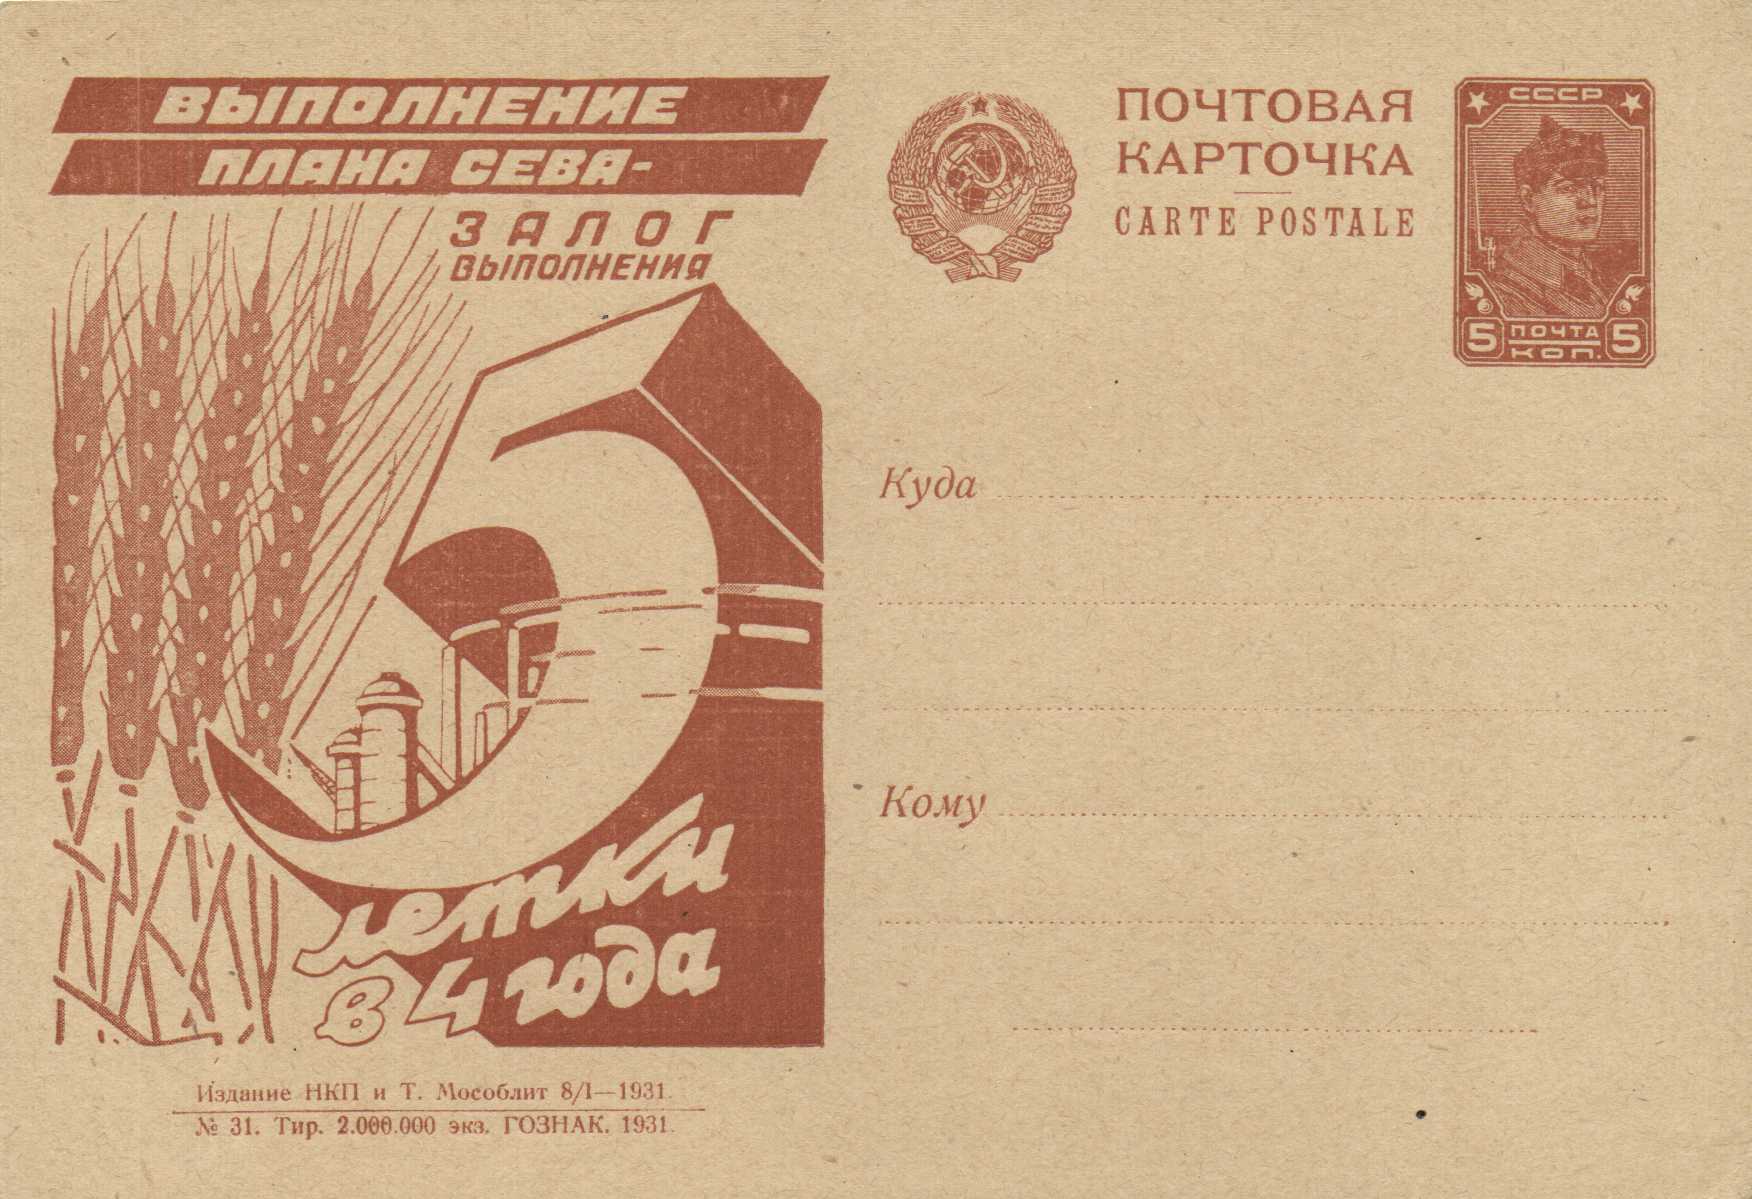 ВЫПОЛНЕНИЕ
ПЛАНА СЕВА-
ЗАЛОГ
ВЫПОЛНЕНИЯ
5
летки
в 4 года
Издание НКП и Т. Мособлит 8/I—1931.
№ 31. Тир. 2.000.000 экз. ГОЗНАК. 1931.
ПОЧТОВАЯ
КАРТОЧКА
CARTE POSTALE
СССР
5 ПОЧТА 5
КОП.
Куда
Кому